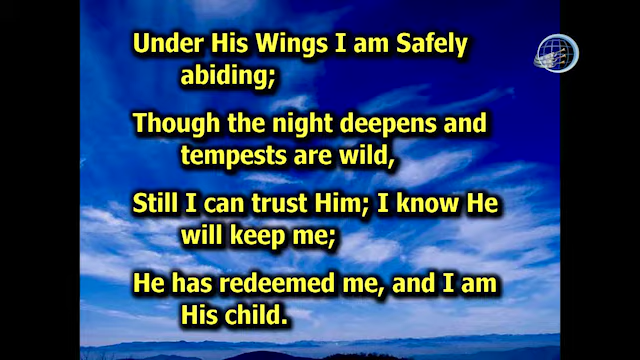 Under His Wings I am Safely
abiding;
Though the night deepens and
tempests are wild,
Still I can trust Him; I know He
will keep me;
He has redeemed me, and I am
His child.